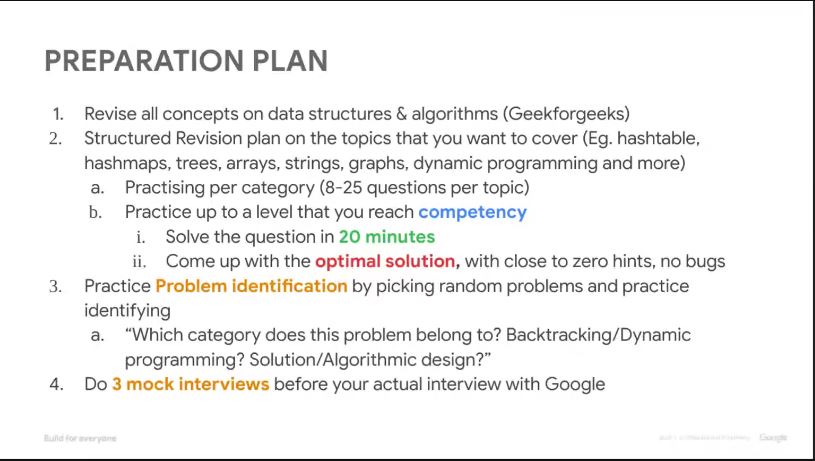 PREPARATION PLAN
1. Revise all concepts on data structures & algorithms (Geekforgeeks)
2. Structured Revision plan on the topics that you want to cover (Eg. hashtable,
hashmaps, trees, arrays, strings, graphs, dynamic programming and more)
a. Practising per category (8-25 questions per topic)
b. Practice up to a level that you reach competency
i. Solve the question in 20 minutes
ii. Come up with the optimal solution, with close to zero hints, no bugs
3. Practice Problem identification by picking random problems and practice
identifying
a. “Which category does this problem belong to? Backtracking/Dynamic
programming? Solution/Algorithmic design?”
4. Do 3 mock interviews before your actual interview with Google
Build for everyone
Google